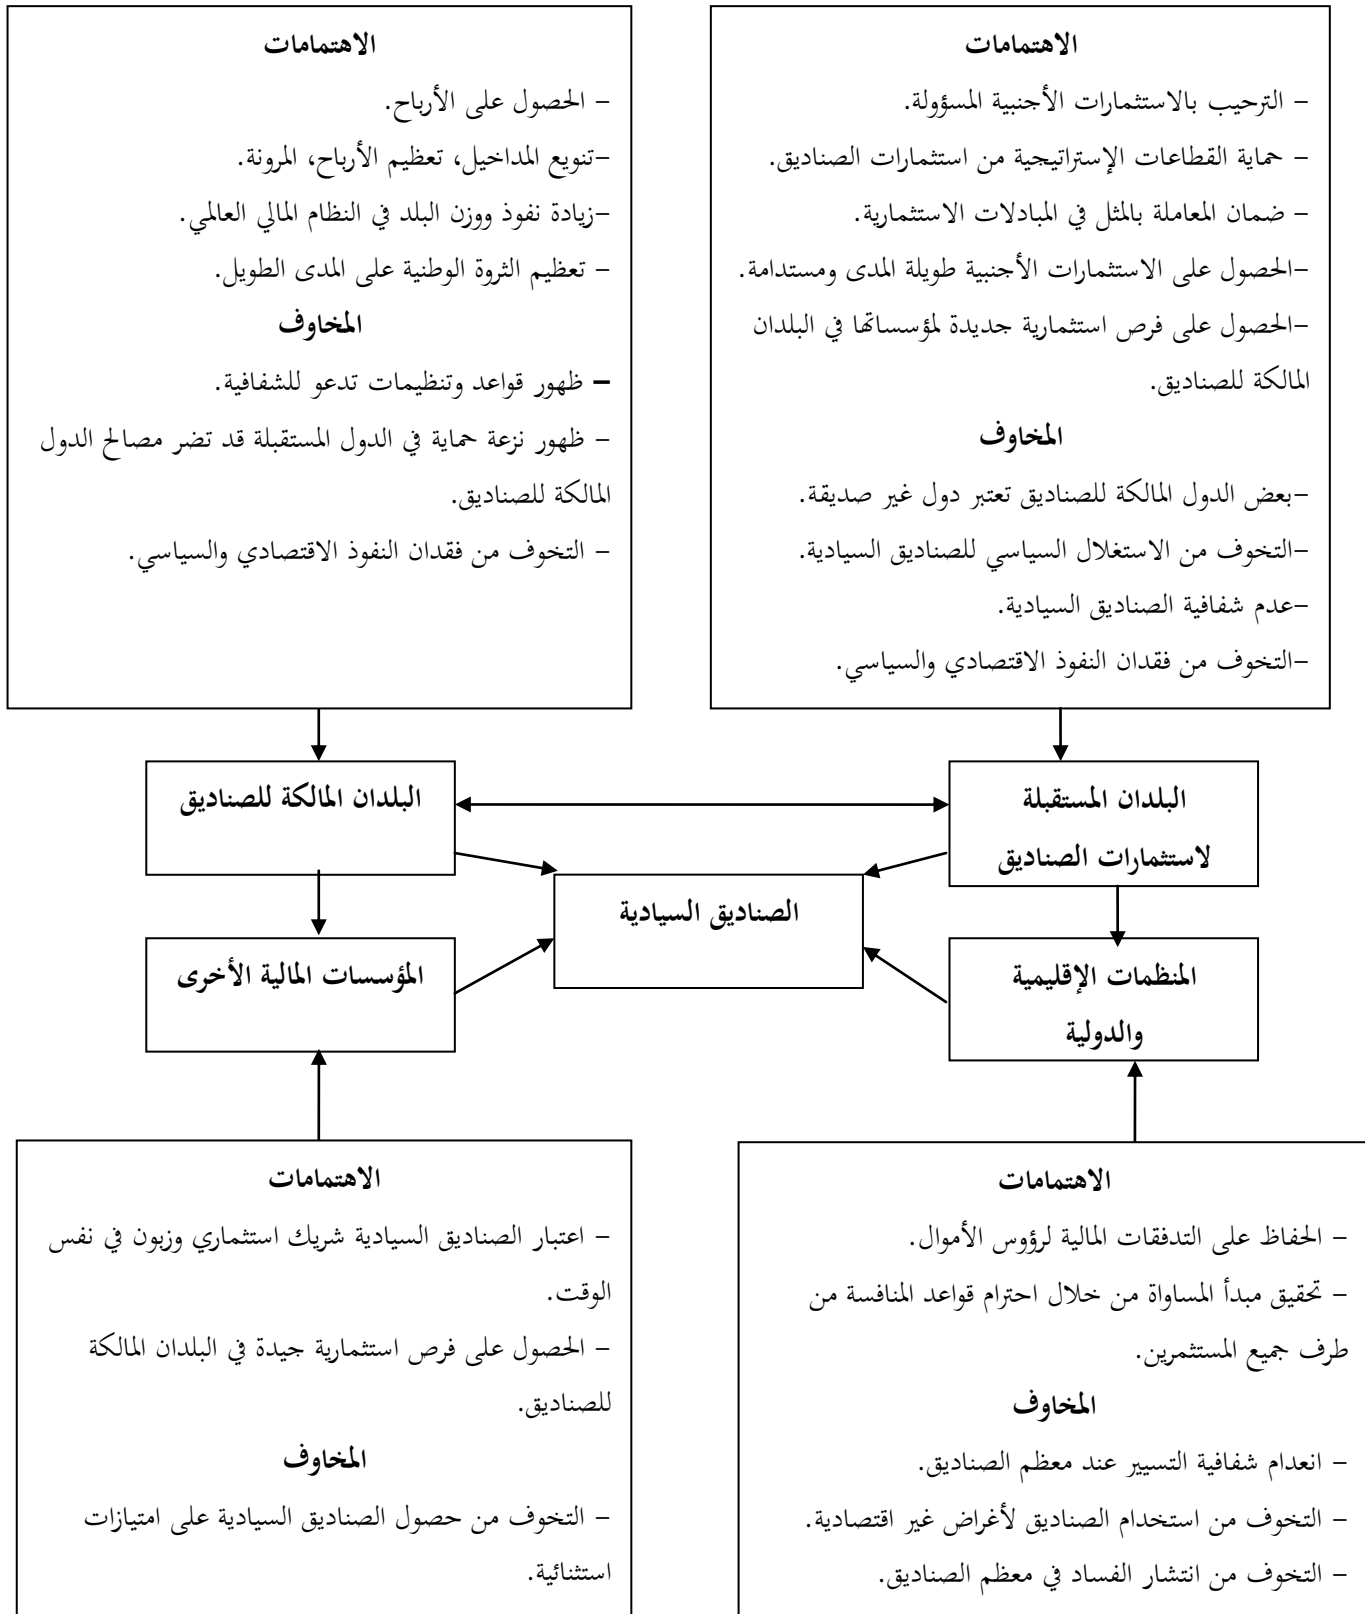 الاهتمامات
– الترحيب بالاستثمارات الأجنبية المسؤولة.
– حماية القطاعات الإستراتيجية من استثمارات الصناديق.
– ضمان المعاملة بالمثل في المبادلات الاستثمارية.
–الحصول على الاستثمارات الأجنبية طويلة المدى ومستدامة.
–الحصول على فرص استثمارية جديدة لمؤسساتها في البلدان
المالكة للصناديق.
المخاوف
–بعض الدول المالكة للصناديق تعتبر دول غير صديقة.
–التخوف من الاستغلال السياسي للصناديق السيادية.
–عدم شفافية الصناديق السيادية.
–التخوف من فقدان النفوذ الاقتصادي والسياسي.
الاهتمامات
– الحصول على الأرباح.
–تنويع المداخيل، تعظيم الأرباح، المرونة.
–زيادة نفوذ ووزن البلد في النظام المالي العالمي.
– تعظيم الثروة الوطنية على المدى الطويل.
المخاوف
– ظهور قواعد وتنظيمات تدعو للشفافية.
– ظهور نزعة حماية في الدول المستقبلة قد تضر مصالح الدول
المالكة للصناديق.
– التخوف من فقدان النفوذ الاقتصادي والسياسي.
البلدان المستقبلة
لاستثمارات الصناديق
البلدان المالكة للصناديق
الصناديق السيادية
المنظمات الإقليمية
والدولية
المؤسسات المالية الأخرى
الاهتمامات
– الحفاظ على التدفقات المالية لرؤوس الأموال.
– تحقيق مبدأ المساواة من خلال احترام قواعد المنافسة من
طرف جميع المستثمرين.
المخاوف
– انعدام شفافية التسيير عند معظم الصناديق.
– التخوف من استخدام الصناديق لأغراض غير اقتصادية.
– التخوف من انتشار الفساد في معظم الصناديق.
الاهتمامات
– اعتبار الصناديق السيادية شريك استثماري وزبون في نفس
الوقت.
– الحصول على فرص استثمارية جيدة في البلدان المالكة
للصناديق.
المخاوف
– التخوف من حصول الصناديق السيادية على امتيازات
استثنائية.